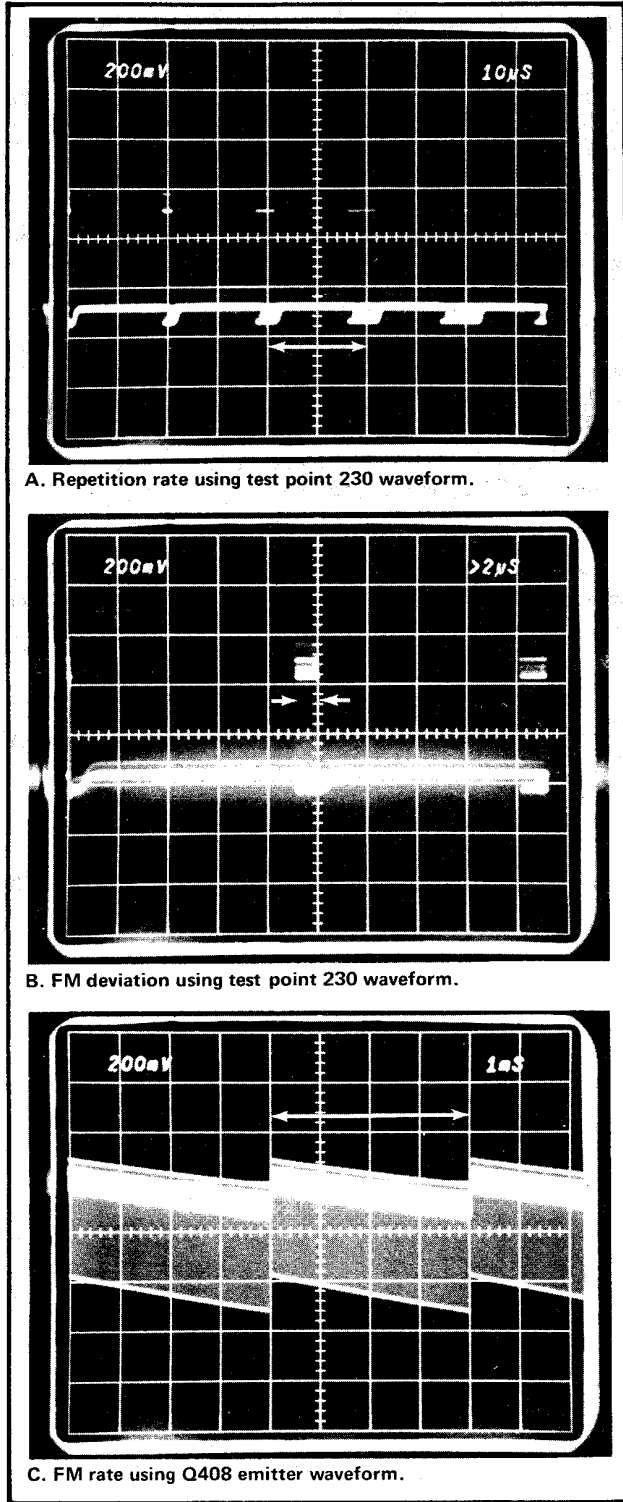 200mV 10μS
A. Repetition rate using test point 230 waveform.
200mV >2μS
B. FM deviation using test point 230 waveform.
200mV 1mS
C. FM rate using Q408 emitter waveform.